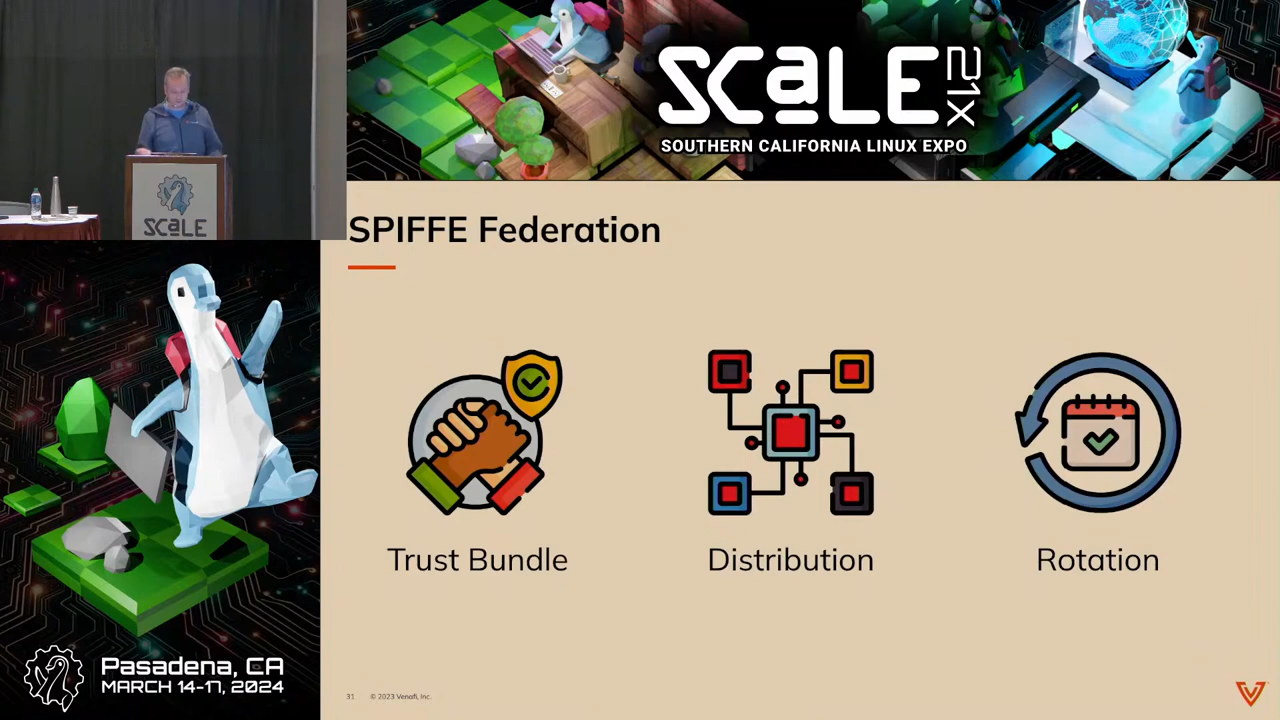 SCaLE 21x
SOUTHERN CALIFORNIA LINUX EXPO
SCaLE
SPIFFE Federation
Trust Bundle
Distribution
Rotation
Pasadena, CA
MARCH 14-17, 2024
31 © 2023 Venafi, Inc.